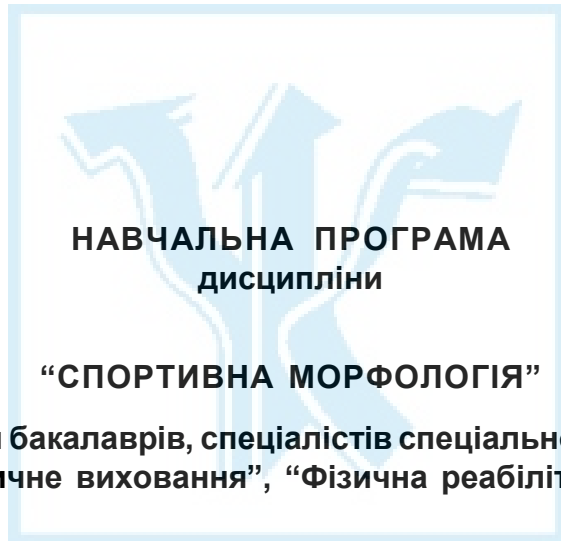 НАВЧАЛЬНА ПРОГРАМА
дисципліни
“СПОРТИВНА МОРФОЛОГІЯ”
бакалаврів, спеціалістів
виховання”, “Фізична